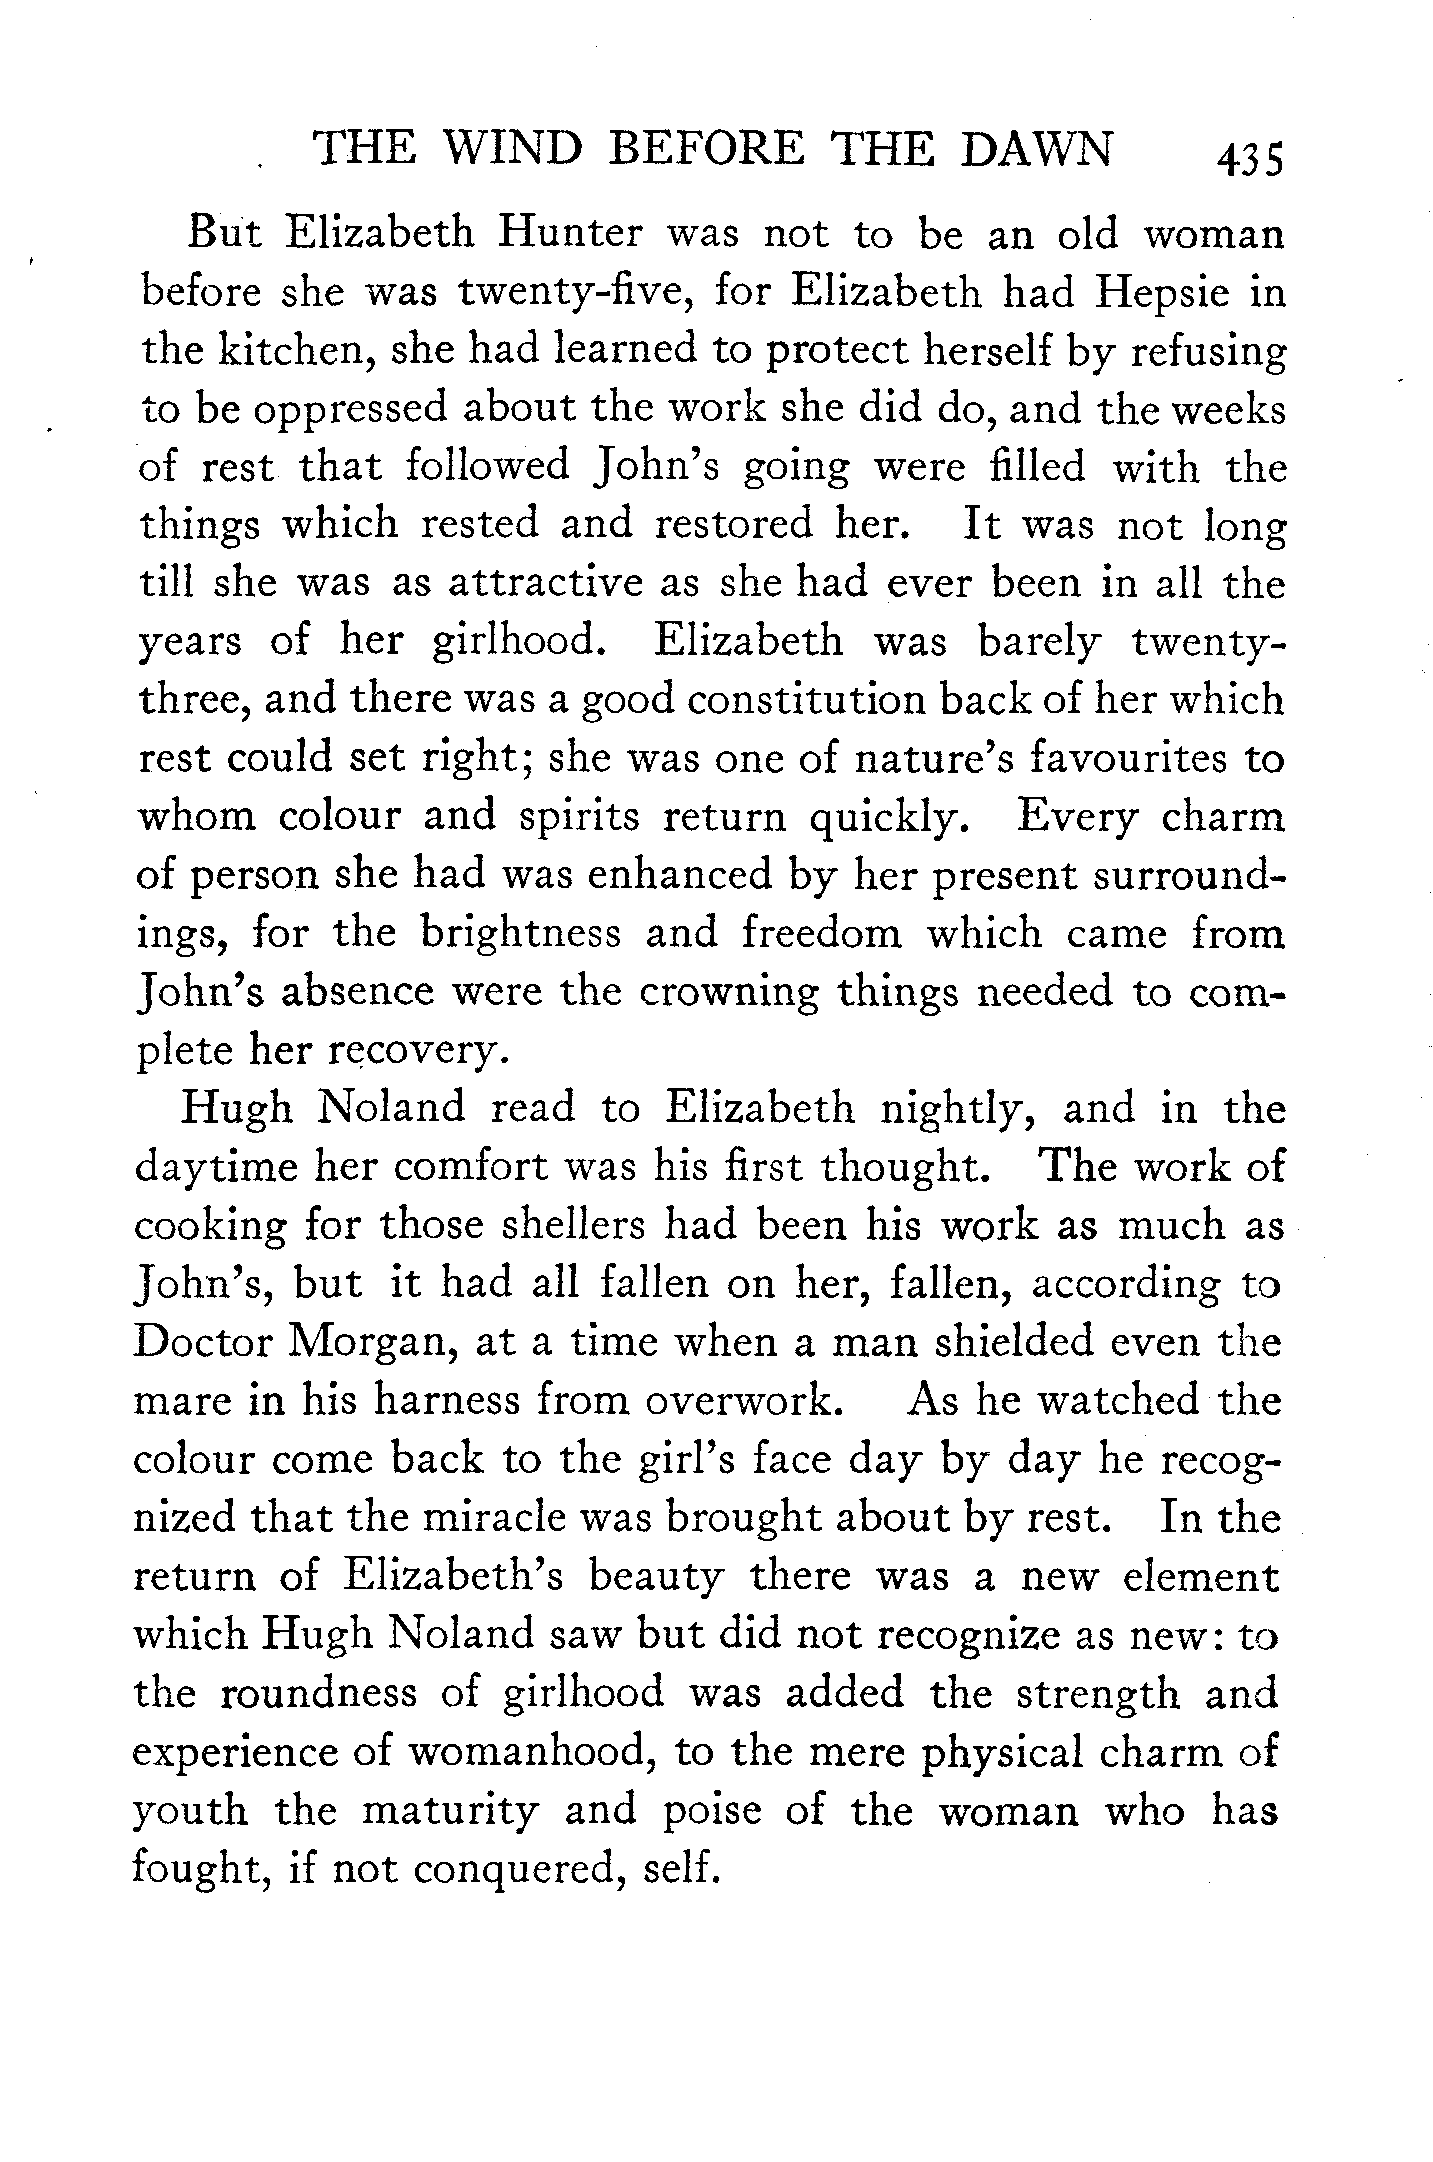 THE WIND BEFORE THE DAWN 435
But Elizabeth Hunter was not to be an old woman
before she was twenty-five, for Elizabeth had Hepsie in
the kitchen, she had learned to protect herself by refusing
to be oppressed about the work she did do, and the weeks
of rest that followed John's going were filled with the
things which rested and restored her. It was not long
till she was as attractive as she had ever been in all the
years of her girlhood. Elizabeth was barely twenty-
three, and there was a good constitution back of her which
rest could set right; she was one of nature's favourites to
whom colour and spirits return quickly. Every charm
of person she had was enhanced by her present surround-
ings, for the brightness and freedom which came from
John's absence were the crowning things needed to com-
plete her recovery.
Hugh Noland read to Elizabeth nightly, and in the
daytime her comfort was his first thought. The work of
cooking for those shellers had been his work as much as
John's, but it had all fallen on her, fallen, according to
Doctor Morgan, at a time when a man shielded even the
mare in his harness from overwork. As he watched the
colour come back to the girl's face day by day he recog-
nized that the miracle was brought about by rest. In the
return of Elizabeth's beauty there was a new element
which Hugh Noland saw but did not recognize as new: to
the roundness of girlhood was added the strength and
experience of womanhood, to the mere physical charm of
youth the maturity and poise of the woman who has
fought, if not conquered, self.